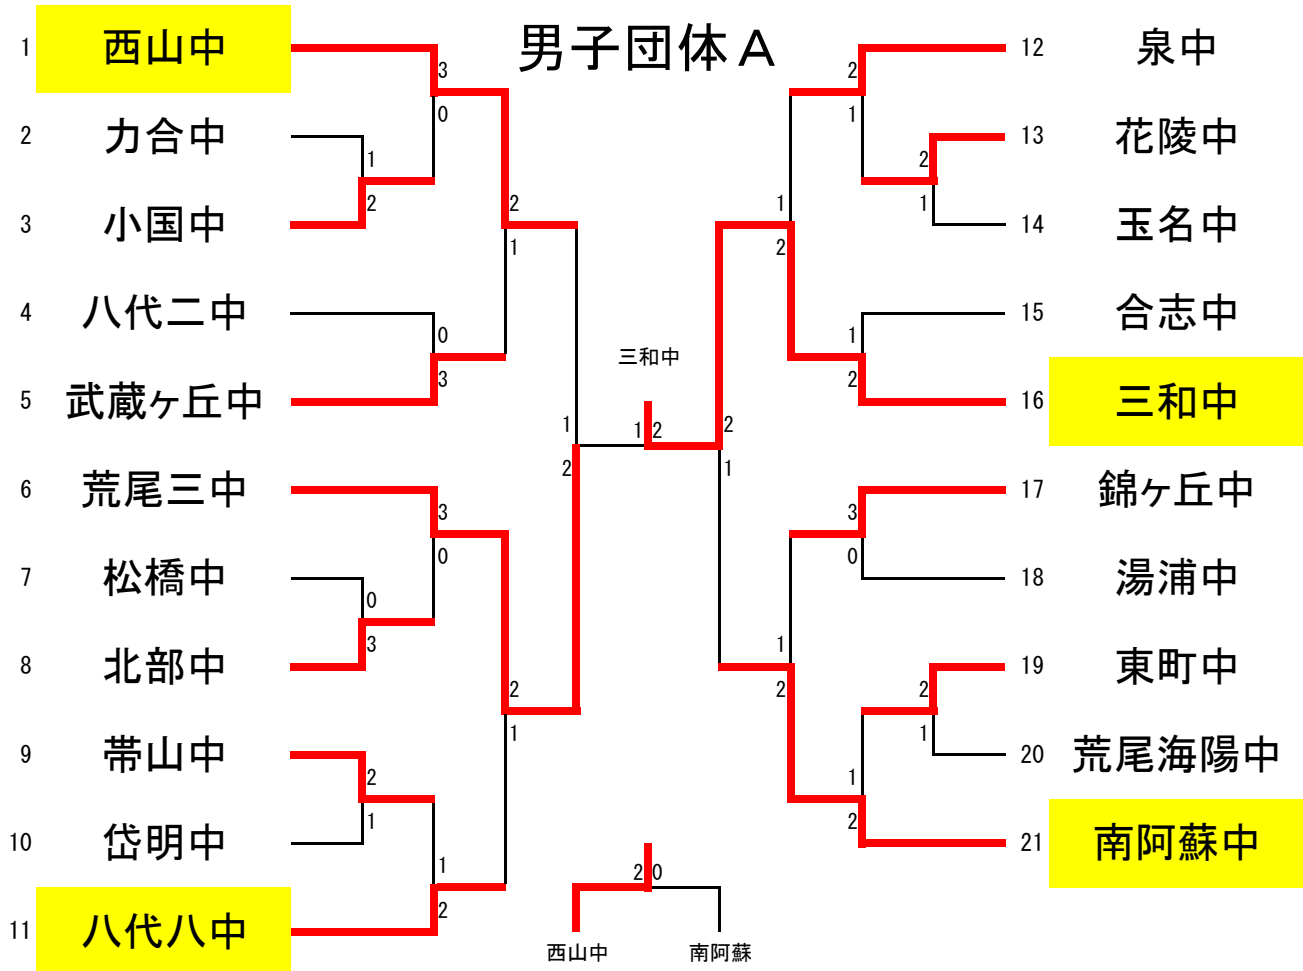 男子団体A
1 西山中
2 力合中
3 小国中
4 八代二中
5 武蔵ヶ丘中
6 荒尾三中
7 松橋中
8 北部中
9 帯山中
10 岱明中
11 八代八中
3
0
1
2
2
1
0
3
1
2
3
0
0
3
2
1
2
1
1
2
三和中
1 2
2 0
西山中 南阿蘇
2
1
2
1
1
2
1
2
2
1
3
0
1
2
2
1
1
2
12 泉中
13 花陵中
14 玉名中
15 合志中
16 三和中
17 錦ヶ丘中
18 湯浦中
19 東町中
20 荒尾海陽中
21 南阿蘇中